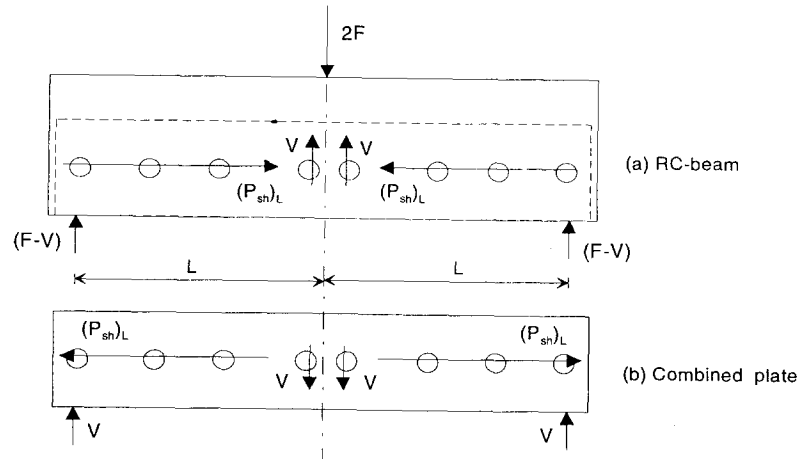 2F
V V
(P_sh)_L (P_sh)_L
(a) RC-beam
(F-V) (F-V)
L L
(P_sh)_L (P_sh)_L
V V
(b) Combined plate
V V